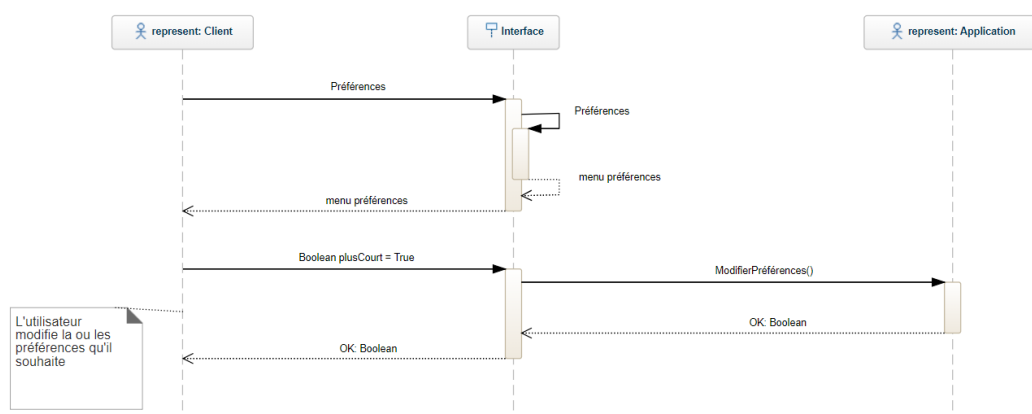 represent: Client
Interface
represent: Application
Préférences
Préférences
menu préférences
menu préférences
Boolean plusCourt = True
ModifierPréférences()
L'utilisateur
modifie la ou les
préférences qu'il
souhaite
OK: Boolean
OK: Boolean